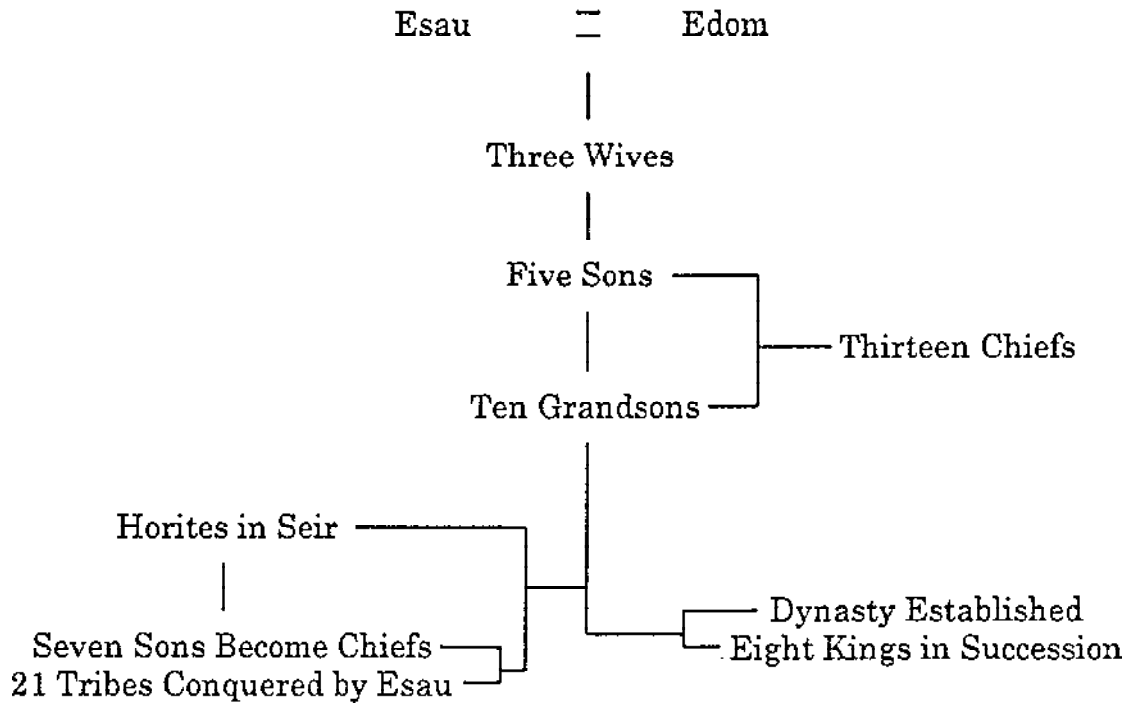 Esau = Edom
Three Wives
Five Sons
Thirteen Chiefs
Ten Grandsons
Horites in Seir
Dynasty Established
Seven Sons Become Chiefs
Eight Kings in Succession
21 Tribes Conquered by Esau